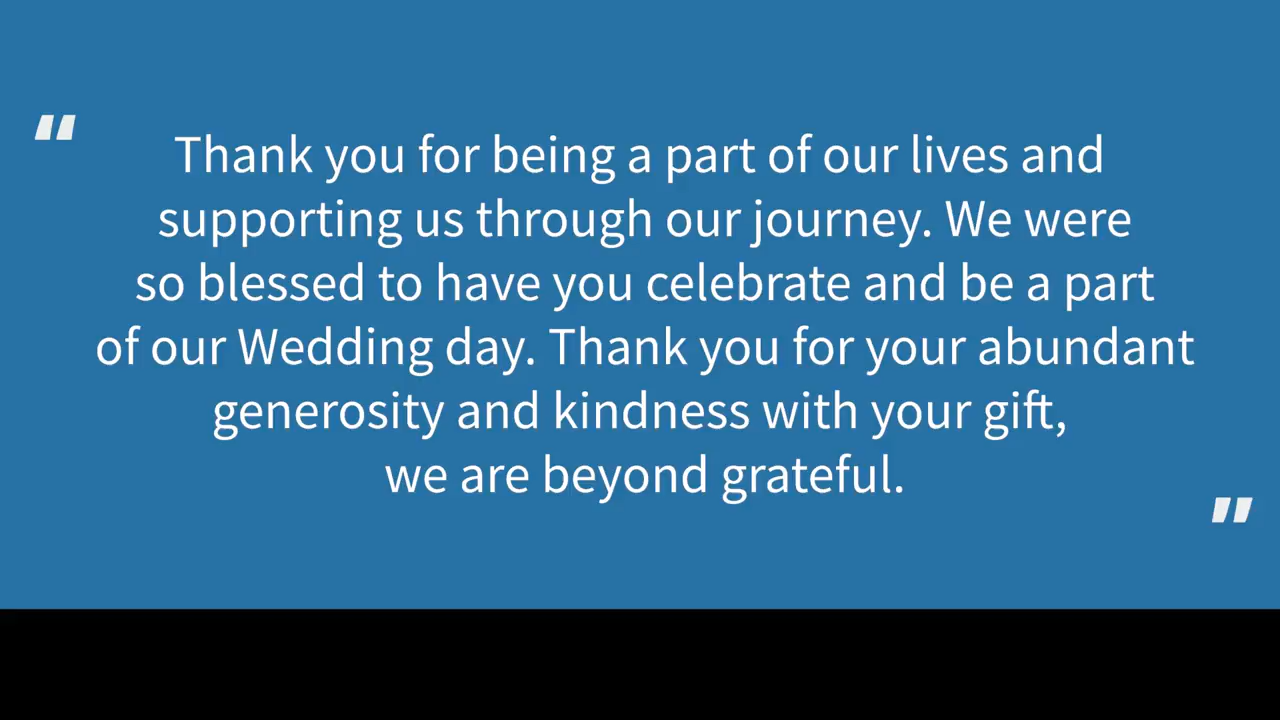 “
Thank you for being a part of our lives and
supporting us through our journey. We were
so blessed to have you celebrate and be a part
of our Wedding day. Thank you for your abundant
generosity and kindness with your gift,
we are beyond grateful.
”